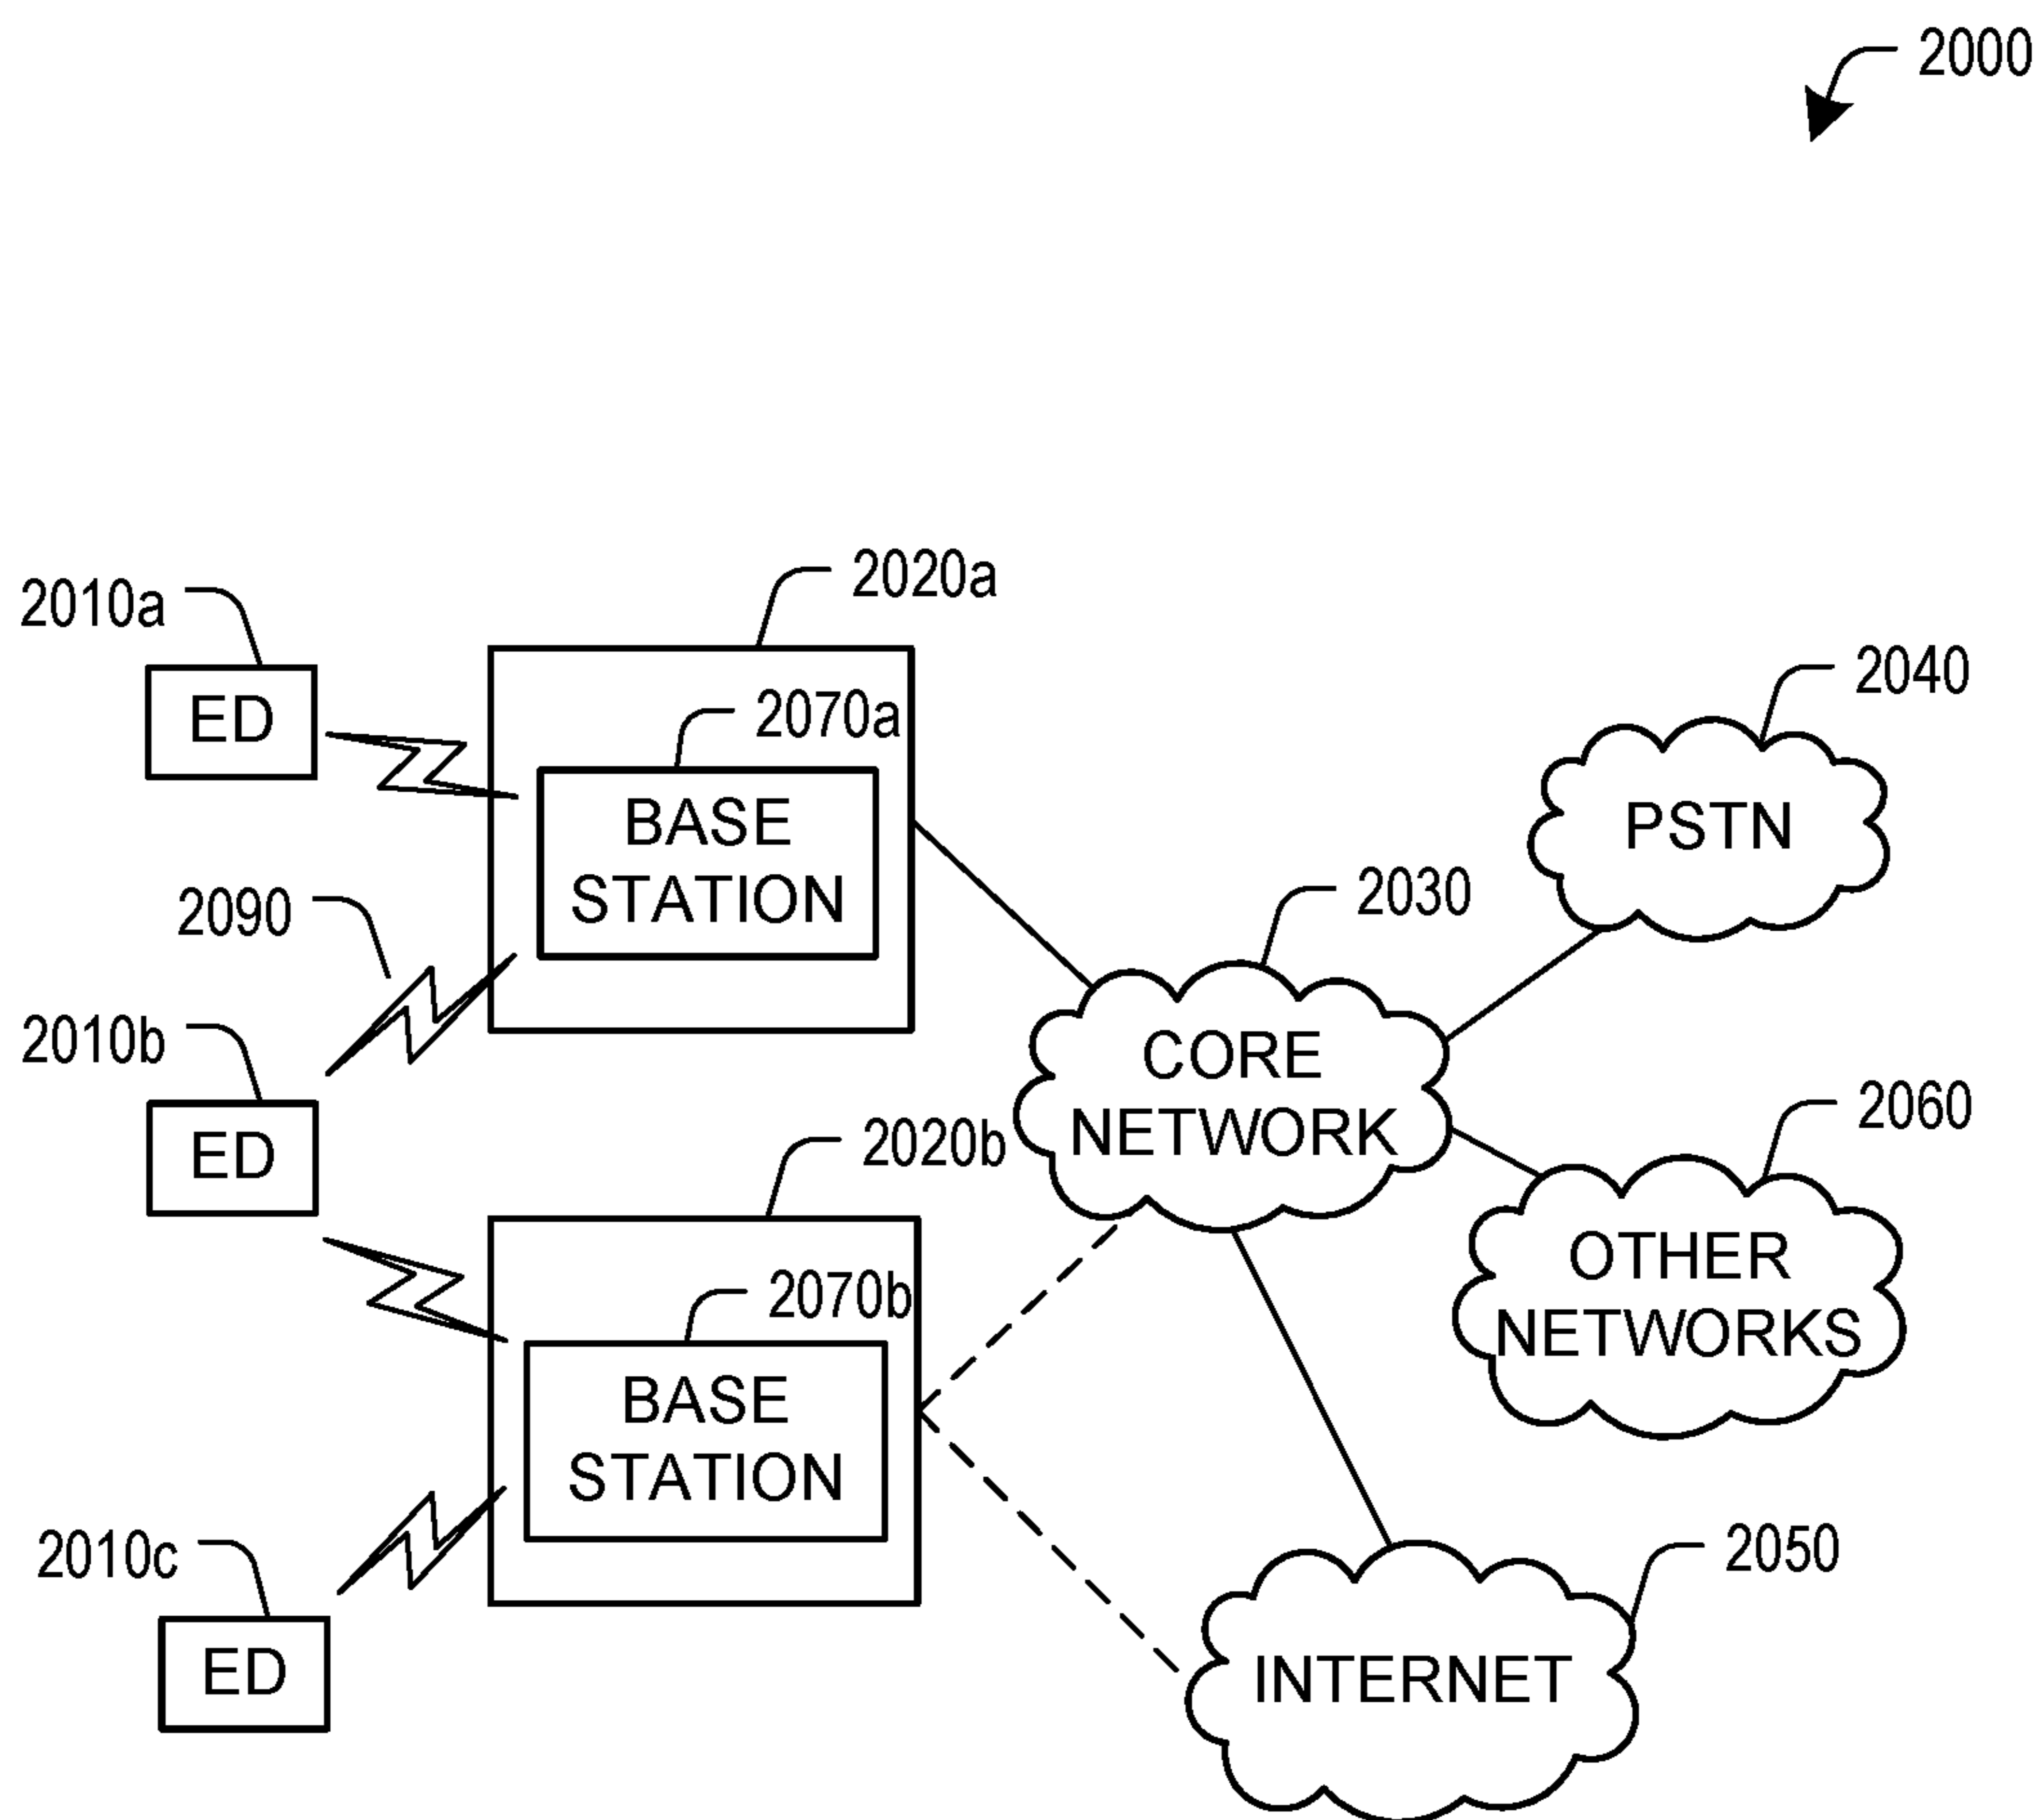 2000
2020a
2010a
ED
2070a
BASE
STATION
2040
PSTN
2090
2030
CORE
NETWORK
2010b
ED
2020b
2060
OTHER
NETWORKS
2070b
BASE
STATION
2010c
ED
2050
INTERNET